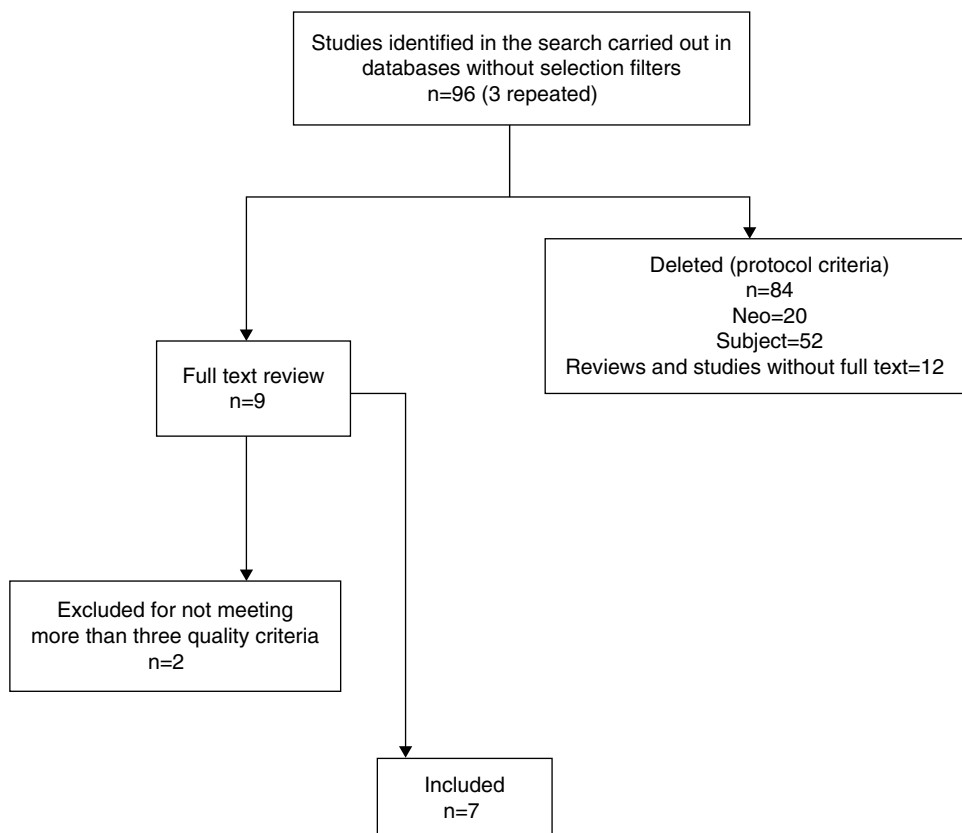 Studies identified in the search carried out in
databases without selection filters
n=96 (3 repeated)
Deleted (protocol criteria)
n=84
Neo=20
Subject=52
Reviews and studies without full text=12
Full text review
n=9
Excluded for not meeting
more than three quality criteria
n=2
Included
n=7